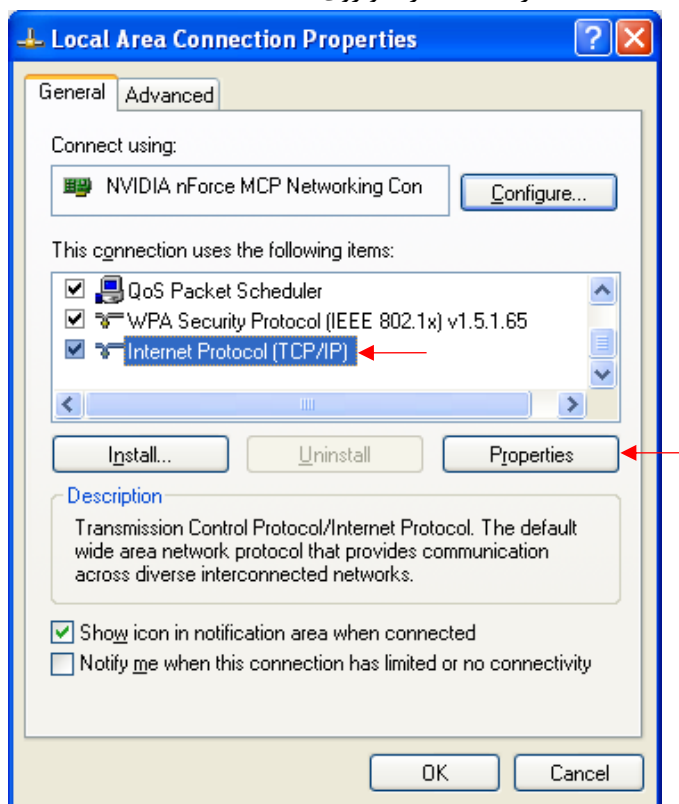 Local Area Connection Properties
General Advanced
Connect using:
NVIDIA nForce MCP Networking Con Configure...
This connection uses the following items:
QoS Packet Scheduler
WPA Security Protocol (IEEE 802.1x) v1.5.1.65
Internet Protocol (TCP/IP)
Install... Uninstall Properties
Description
Transmission Control Protocol/Internet Protocol. The default
wide area network protocol that provides communication
across diverse interconnected networks.
Show icon in notification area when connected
Notify me when this connection has limited or no connectivity
OK Cancel